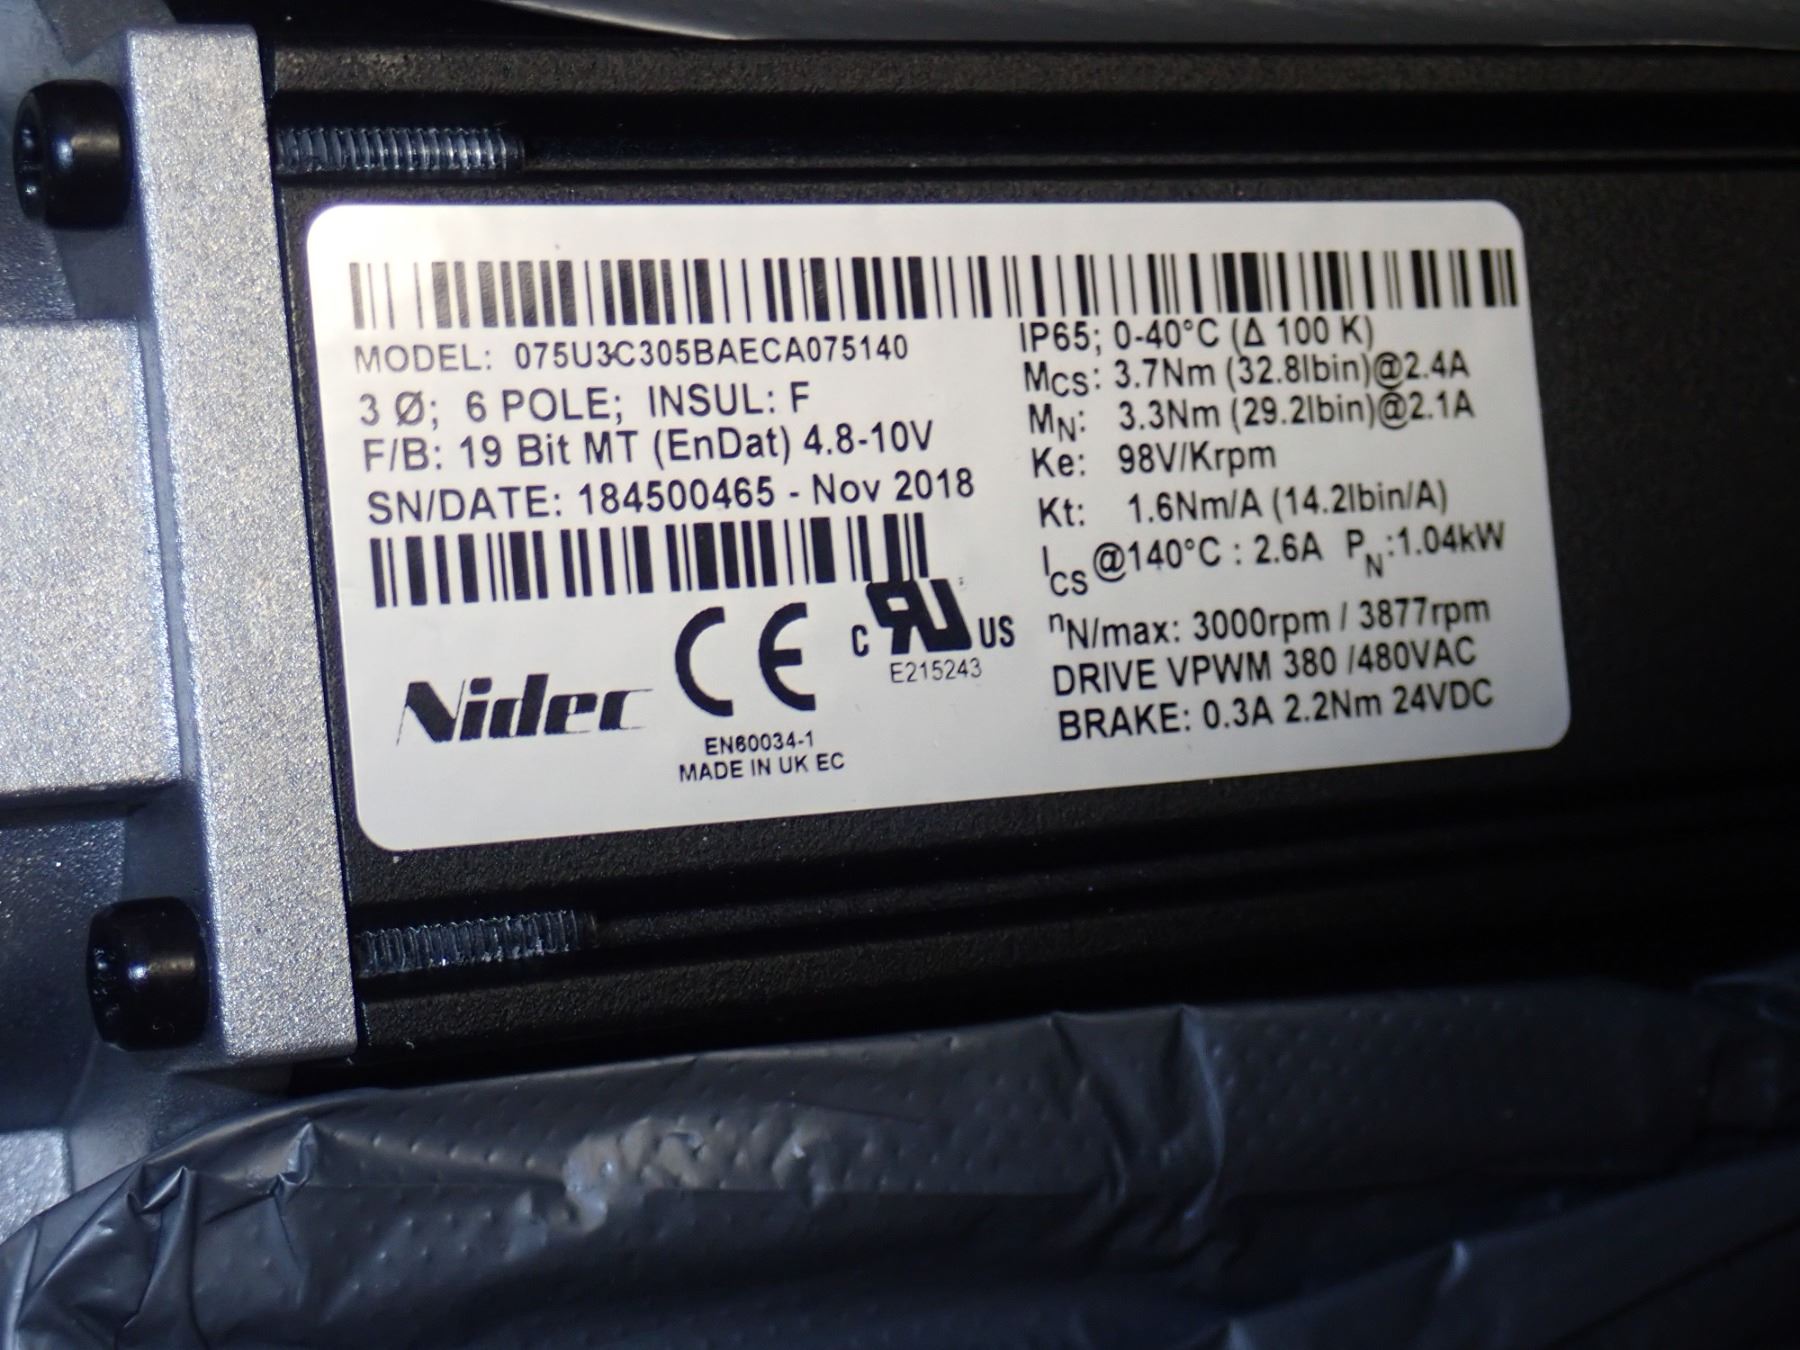 MODEL: 075U3C305BAECA075140
3 Ø; 6 POLE; INSUL: F
F/B: 19 Bit MT (EnDat) 4.8-10V
SN/DATE: 184500465 - Nov 2018
Nidec
CE
EN60034-1
MADE IN UK EC
C RU US
E215243
IP65; 0-40°C (Δ 100 K)
MCS: 3.7Nm (32.8lbin)@2.4A
MN: 3.3Nm (29.2lbin)@2.1A
Ke: 98V/Krpm
Kt: 1.6Nm/A (14.2lbin/A)
ICS @140°C : 2.6A PN:1.04kW
nN/max: 3000rpm / 3877rpm
DRIVE VPWM 380 /480VAC
BRAKE: 0.3A 2.2Nm 24VDC